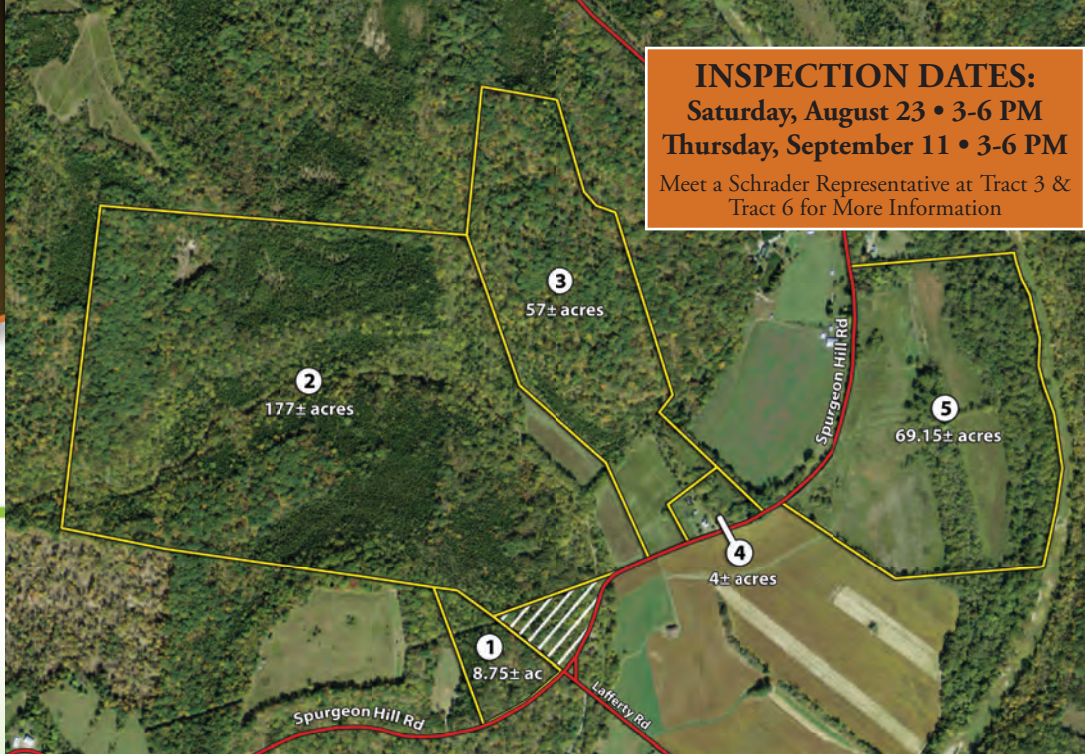 INSPECTION DATES:
Saturday, August 23 • 3-6 PM
Thursday, September 11 • 3-6 PM
Meet a Schrader Representative at Tract 3 &
Tract 6 for More Information
3
57± acres
2
177± acres
Spurgeon Hill Rd
5
69.15± acres
4
4± acres
1
8.75± ac
Spurgeon Hill Rd
Lafferty Rd